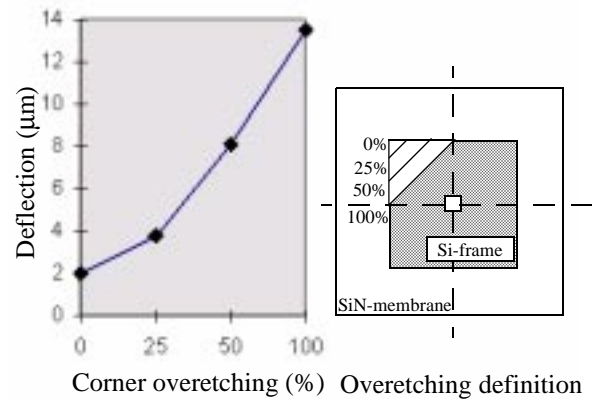 Deflection (µm)
14
12
10
8
6
4
2
0
0 25 50 100
Corner overetching (%)
0%
25%
50%
100%
Si-frame
SiN-membrane
Overetching definition